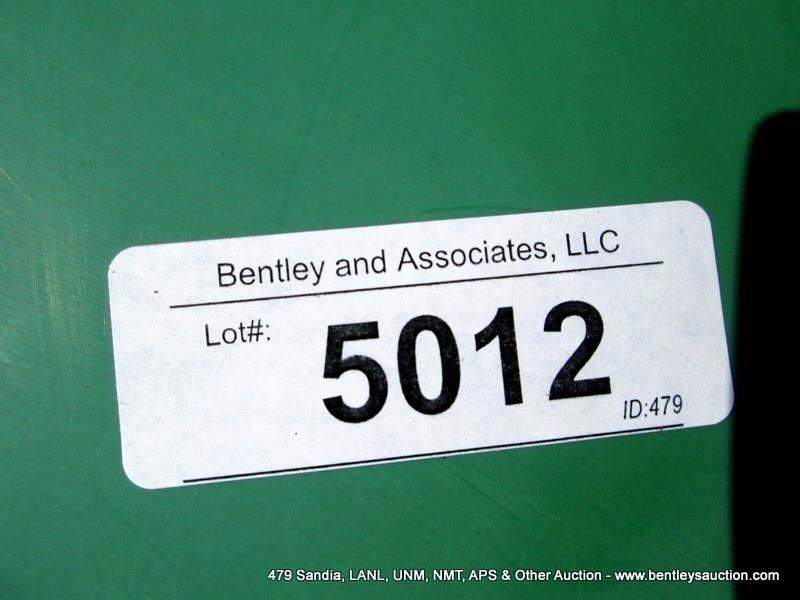 Bentley and Associates, LLC
Lot#:
5012
ID:479
479 Sandia, LANL, UNM, NMT, APS & Other Auction - www.bentleysauction.com